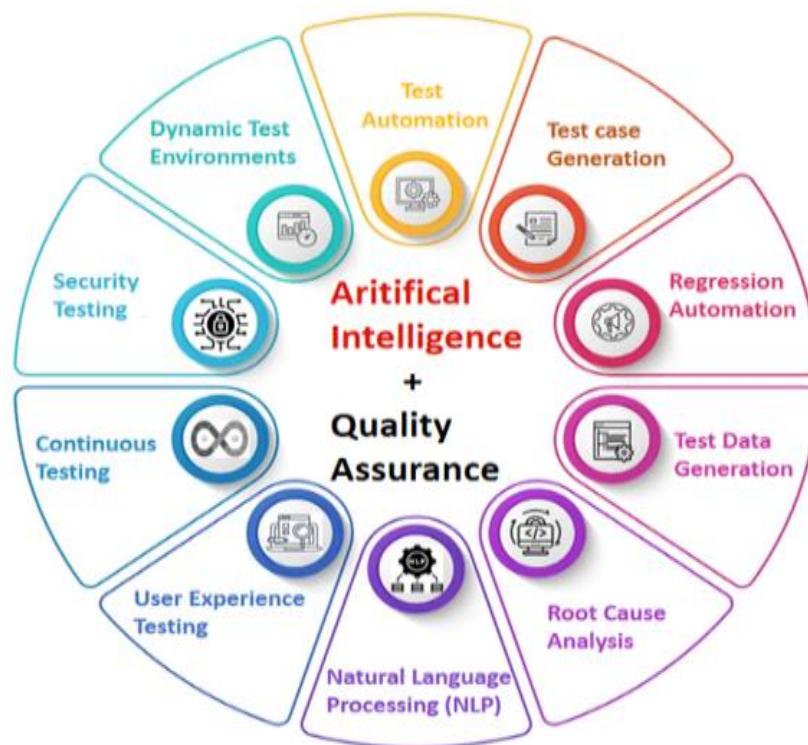 Test
Automation
Test case
Generation
Regression
Automation
Test Data
Generation
Root Cause
Analysis
Natural Language
Processing (NLP)
User Experience
Testing
Continuous
Testing
Security
Testing
Dynamic Test
Environments
Aritifical
Intelligence
+
Quality
Assurance
NLP